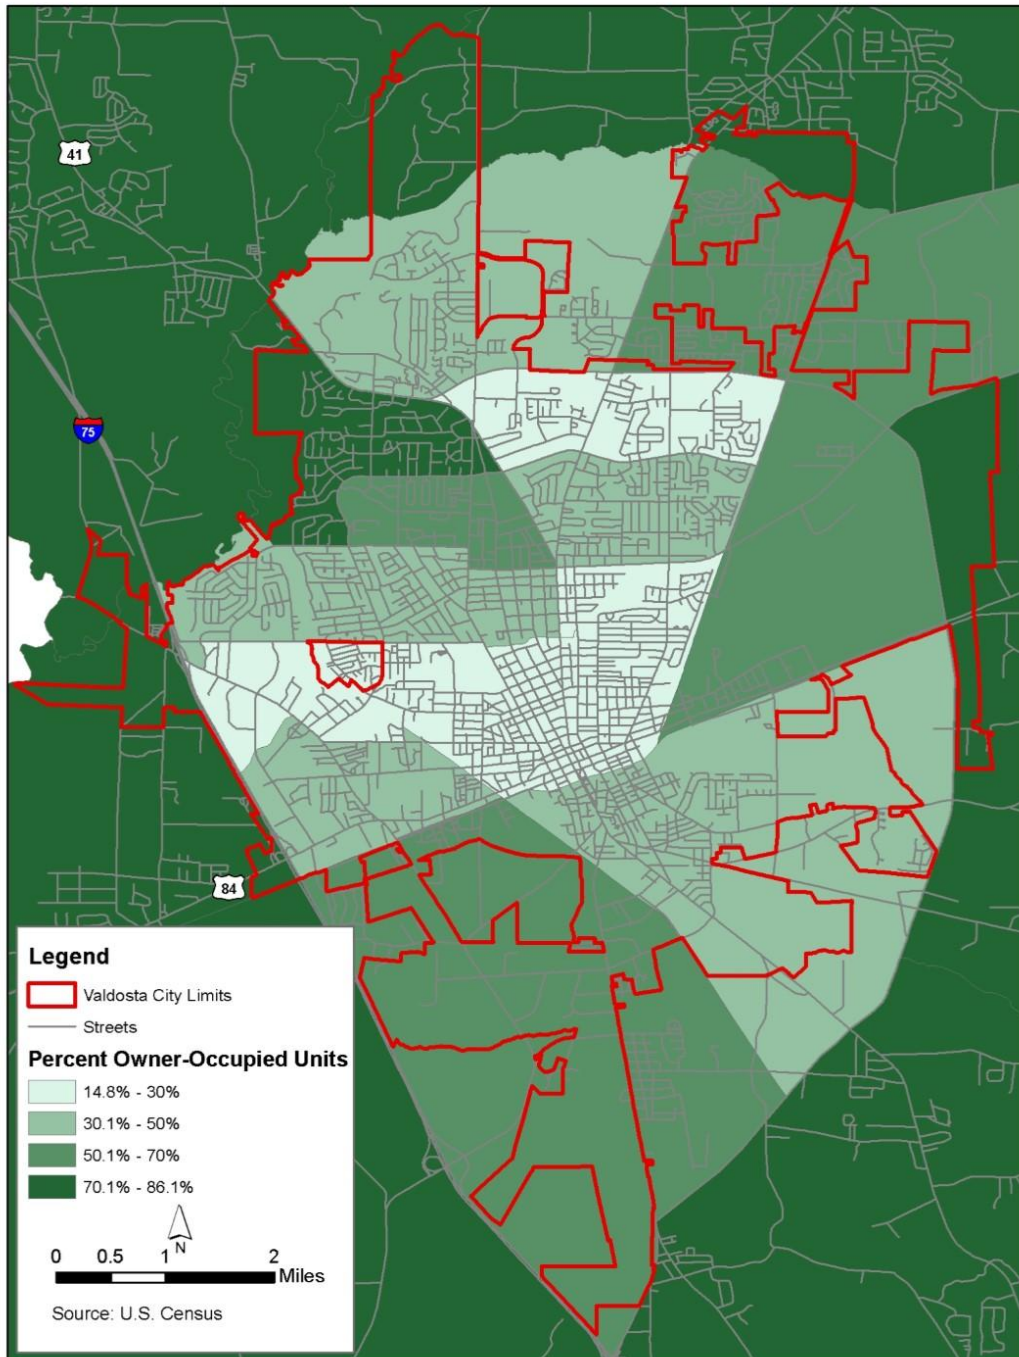 41
75
84
Legend
Valdosta City Limits
Streets
Percent Owner-Occupied Units
14.8% - 30%
30.1% - 50%
50.1% - 70%
70.1% - 86.1%
N
0 0.5 1 2
Miles
Source: U.S. Census